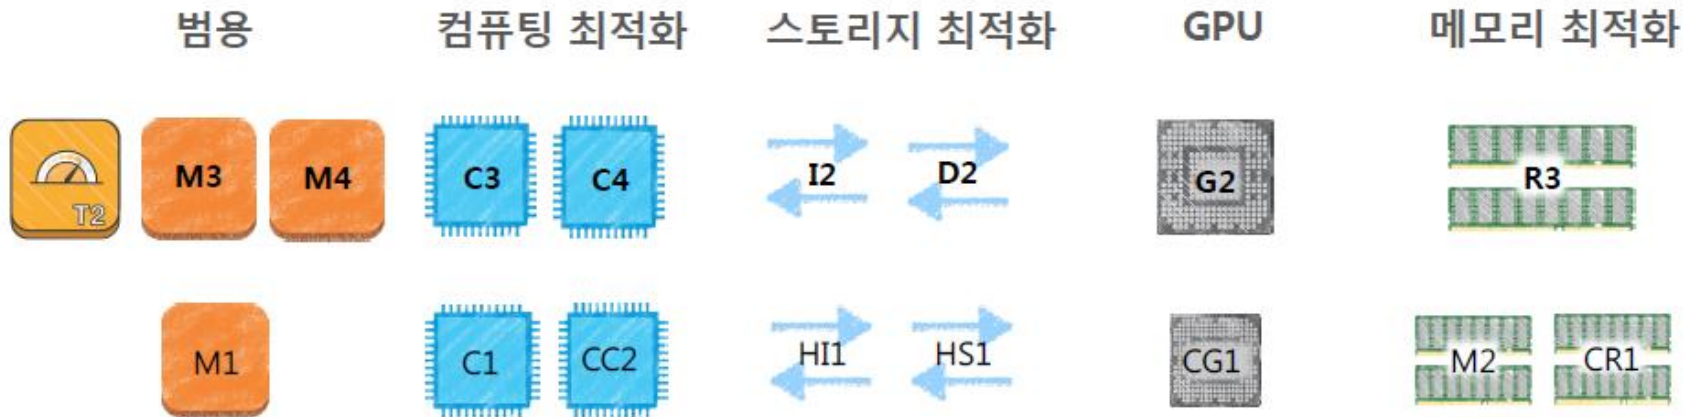 범용 컴퓨팅 최적화 스토리지 최적화 GPU 메모리 최적화
T2 M3 M4 C3 C4 I2 D2 G2 R3
M1 C1 CC2 HI1 HS1 CG1 M2 CR1